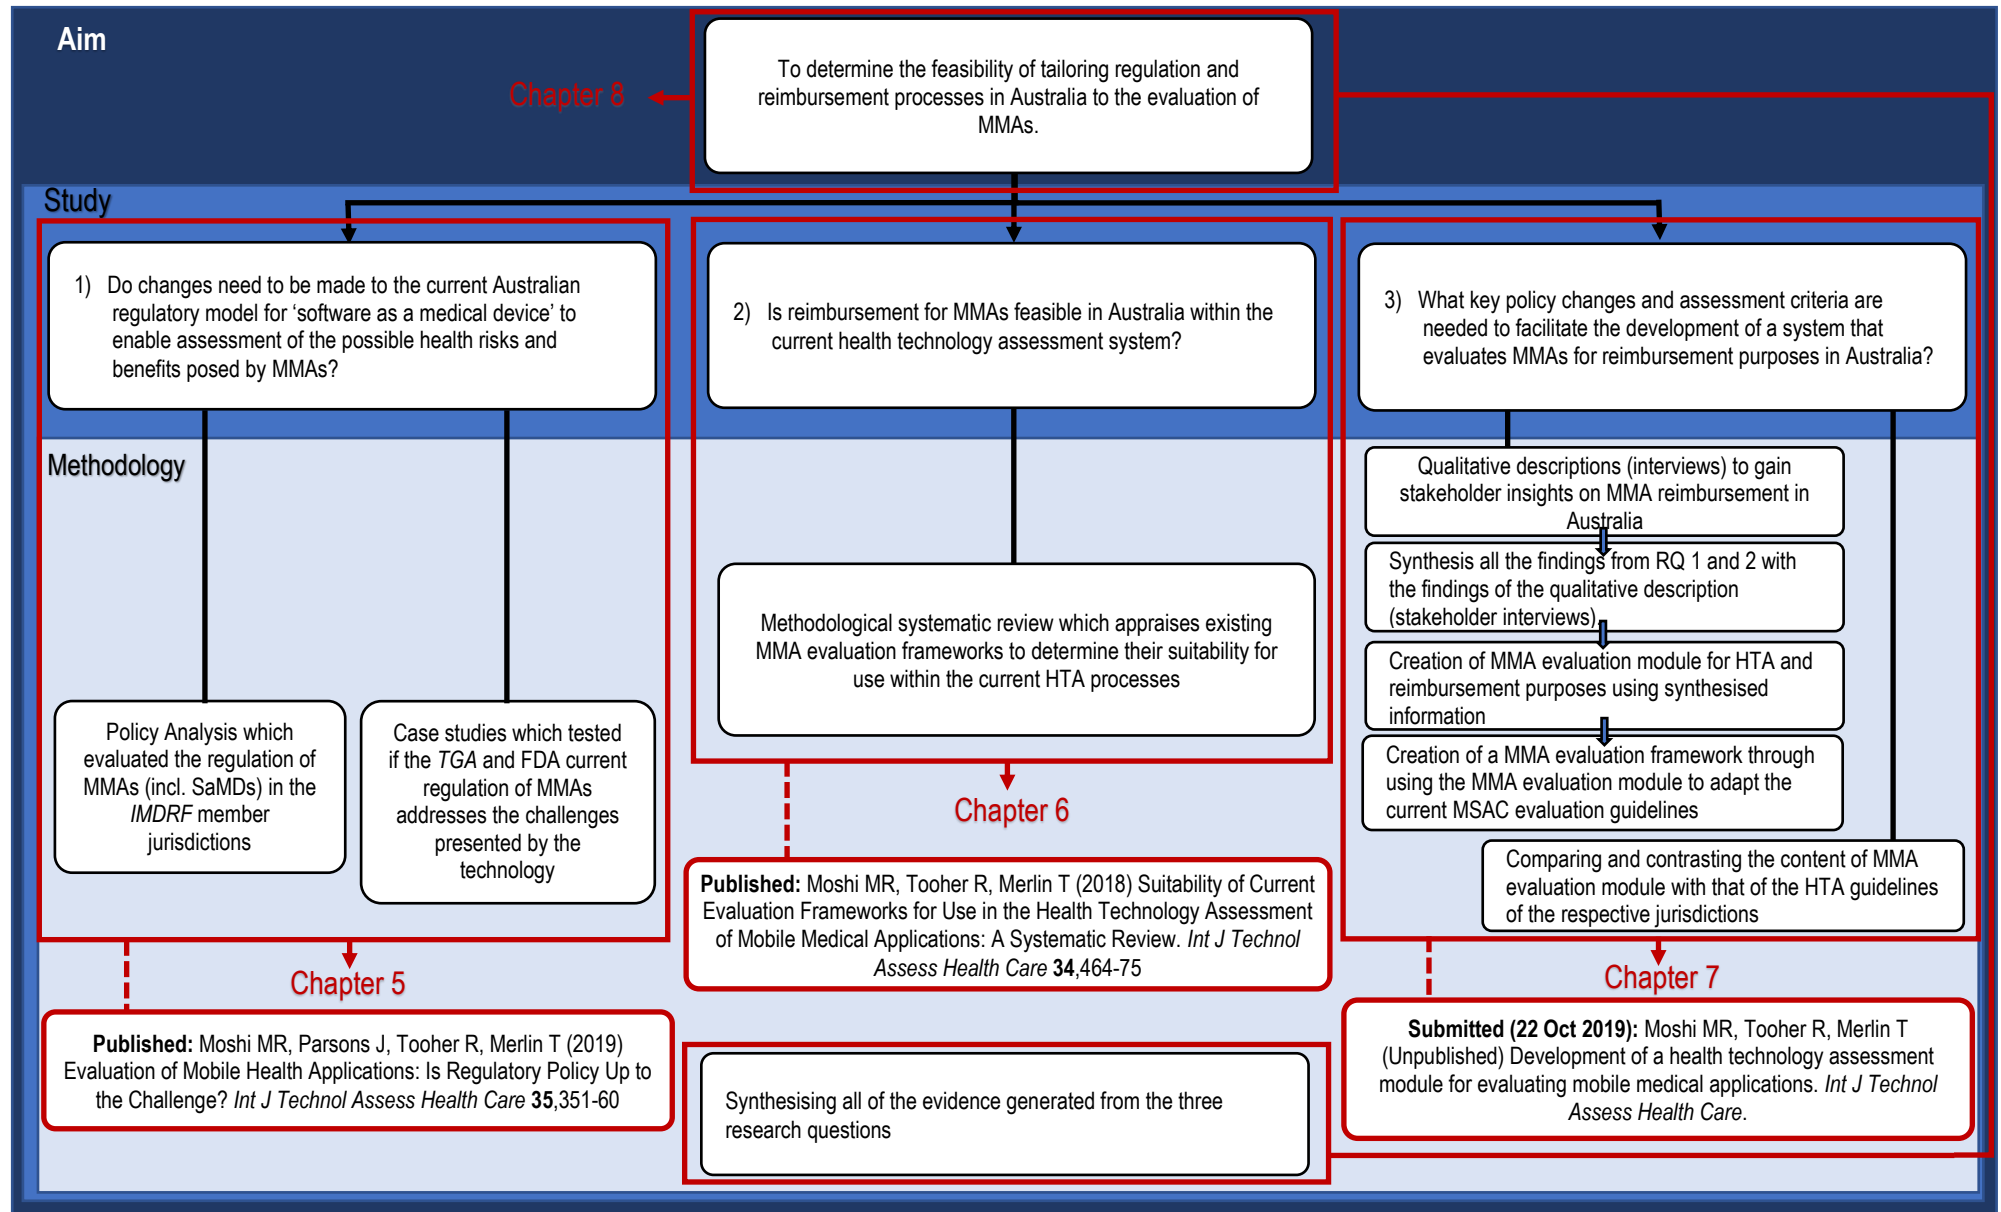 Aim
To determine the feasibility of tailoring regulation and
reimbursement processes in Australia to the evaluation of
MMAs.
Chapter 8
Study
1) Do changes need to be made to the current Australian
regulatory model for ‘software as a medical device’ to
enable assessment of the possible health risks and
benefits posed by MMAs?
2) Is reimbursement for MMAs feasible in Australia within the
current health technology assessment system?
3) What key policy changes and assessment criteria are
needed to facilitate the development of a system that
evaluates MMAs for reimbursement purposes in Australia?
Methodology
Policy Analysis which
evaluated the regulation of
MMAs (incl. SaMDs) in the
IMDRF member
jurisdictions
Case studies which tested
if the TGA and FDA current
regulation of MMAs
addresses the challenges
presented by the
technology
Chapter 5
Published: Moshi MR, Parsons J, Tooher R, Merlin T (2019)
Evaluation of Mobile Health Applications: Is Regulatory Policy Up to
the Challenge? Int J Technol Assess Health Care 35,351-60
Methodological systematic review which appraises existing
MMA evaluation frameworks to determine their suitability for
use within the current HTA processes
Chapter 6
Published: Moshi MR, Tooher R, Merlin T (2018) Suitability of Current
Evaluation Frameworks for Use in the Health Technology Assessment
of Mobile Medical Applications: A Systematic Review. Int J Technol
Assess Health Care 34,464-75
Qualitative descriptions (interviews) to gain
stakeholder insights on MMA reimbursement in
Australia
Synthesis all the findings from RQ 1 and 2 with
the findings of the qualitative description
(stakeholder interviews).
Creation of MMA evaluation module for HTA and
reimbursement purposes using synthesised
information
Creation of a MMA evaluation framework through
using the MMA evaluation module to adapt the
current MSAC evaluation guidelines
Comparing and contrasting the content of MMA
evaluation module with that of the HTA guidelines
of the respective jurisdictions
Chapter 7
Submitted (22 Oct 2019): Moshi MR, Tooher R, Merlin T
(Unpublished) Development of a health technology assessment
module for evaluating mobile medical applications. Int J Technol
Assess Health Care.
Synthesising all of the evidence generated from the three
research questions